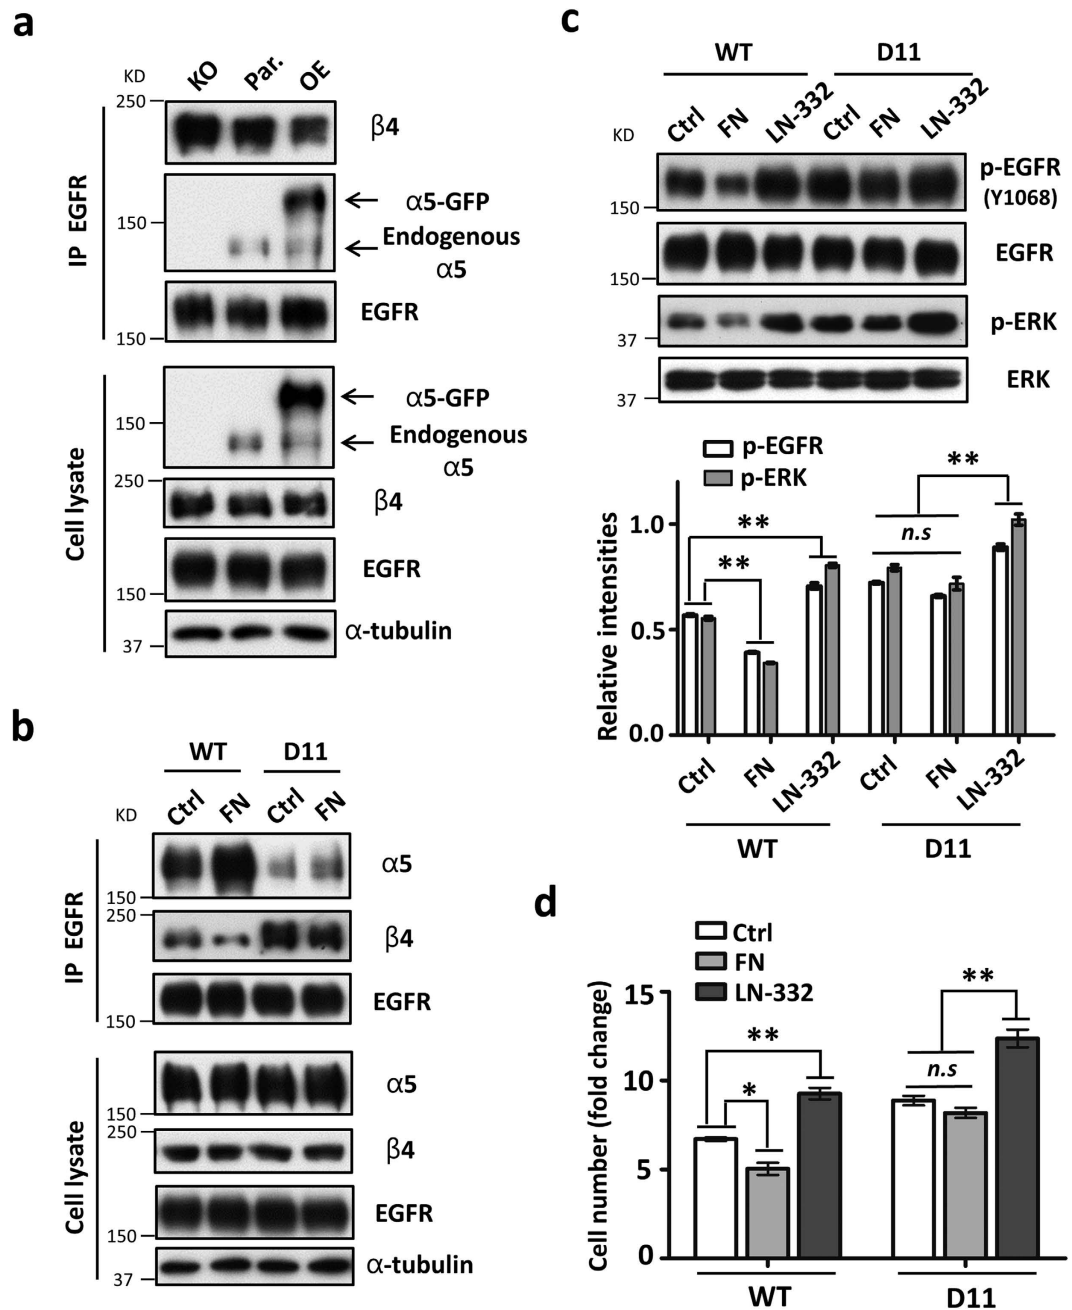 a
KD
KO
Par.
OE
250
β4
α5-GFP
150
Endogenous
α5
EGFR
150
IP EGFR
α5-GFP
150
Endogenous
α5
250
β4
EGFR
150
α-tubulin
37
Cell lysate
b
WT
D11
KD
Ctrl
FN
Ctrl
FN
α5
150
250
β4
EGFR
150
IP EGFR
α5
150
250
β4
EGFR
150
α-tubulin
37
Cell lysate
c
WT
D11
KD
Ctrl
FN
LN-332
Ctrl
FN
LN-332
p-EGFR
(Y1068)
150
EGFR
150
p-ERK
37
ERK
37
p-EGFR
p-ERK
**
**
**
**
n.s
1.0
0.5
0.0
Relative intensities
Ctrl
FN
LN-332
Ctrl
FN
LN-332
WT
D11
d
Ctrl
FN
LN-332
**
**
*
n.s
15
10
5
0
Cell number (fold change)
WT
D11